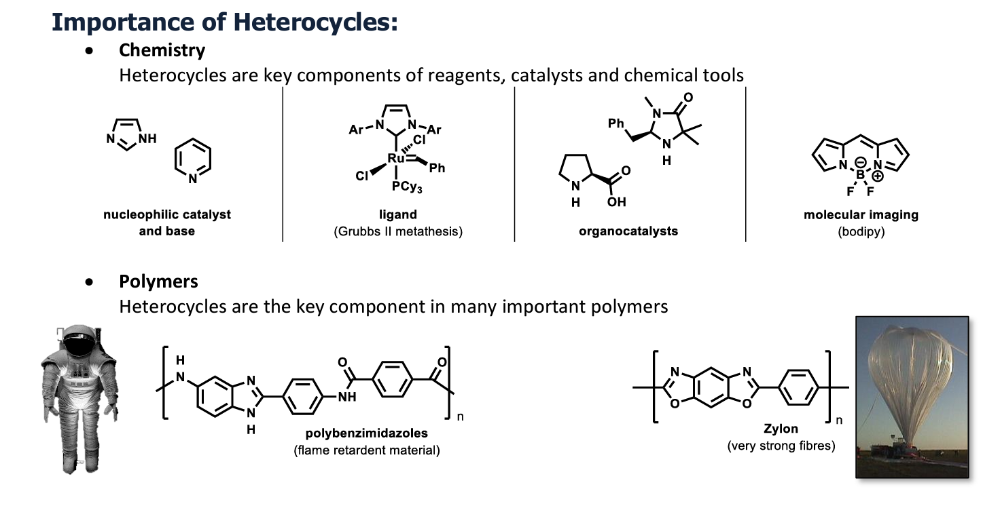 Importance of Heterocycles:
• Chemistry
Heterocycles are key components of reagents, catalysts and chemical tools
N
NH
N
nucleophilic catalyst
and base
Ar
N
N
Ar
Cl
Ru
Ph
Cl
PCy3
ligand
(Grubbs II metathesis)
N
O
Ph
N
H
N
H
O
OH
organocatalysts
N
⊖
N
B
⊕
F
F
molecular imaging
(bodipy)
• Polymers
Heterocycles are the key component in many important polymers
H
N
N
N
H
O
NH
O
n
polybenzimidazoles
(flame retardent material)
N
N
O
O
n
Zylon
(very strong fibres)